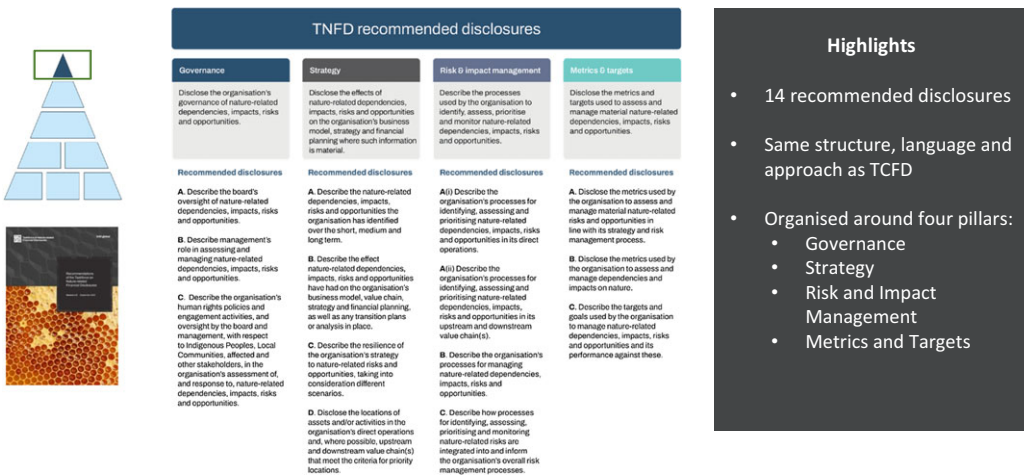 TNFD recommended disclosures
Governance
Disclose the organisation's
governance of nature-related
dependencies, impacts, risks
and opportunities.
Recommended disclosures
A. Describe the board's
oversight of nature-related
dependencies, impacts, risks
and opportunities.
B. Describe management's
role in assessing and
managing nature-related
dependencies, impacts, risks
and opportunities.
C. Describe the organisation's
human rights policies and
engagement activities, and
oversight by the board and
management, with respect
to Indigenous Peoples, Local
Communities, affected and
other stakeholders, in the
organisation's assessment of,
and response to, nature-related
dependencies, impacts, risks
and opportunities.
Strategy
Disclose the effects of
nature-related dependencies,
impacts, risks and opportunities
on the organisation's business
model, strategy and financial
planning where such information
is material.
Recommended disclosures
A. Describe the nature-related
dependencies, impacts,
risks and opportunities the
organisation has identified
over the short, medium and
long term.
B. Describe the effect
nature-related dependencies,
impacts, risks and opportunities
have had on the organisation's
business model, value chain,
strategy and financial planning,
as well as any transition plans
or analysis in place.
C. Describe the resilience of
the organisation's strategy
to nature-related risks and
opportunities, taking into
consideration different
scenarios.
D. Disclose the locations of
assets and/or activities in the
organisation's direct operations
and, where possible, upstream
and downstream value chain(s)
that meet the criteria for priority
locations.
Risk & impact management
Describe the processes
used by the organisation to
identify, assess, prioritise
and monitor nature-related
dependencies, impacts, risks
and opportunities.
Recommended disclosures
A(i) Describe the
organisation's processes for
identifying, assessing and
prioritising nature-related
dependencies, impacts, risks
and opportunities in its direct
operations.
A(ii) Describe the
organisation's processes for
identifying, assessing and
prioritising nature-related
dependencies, impacts,
risks and opportunities in its
upstream and downstream
value chain(s).
B. Describe the organisation's
processes for managing
nature-related dependencies,
impacts, risks and
opportunities.
C. Describe how processes
for identifying, assessing,
prioritising and monitoring
nature-related risks are
integrated into and inform
the organisation's overall risk
management processes.
Metrics & targets
Disclose the metrics and
targets used to assess and
manage material nature-related
dependencies, impacts, risks
and opportunities.
Recommended disclosures
A. Disclose the metrics used by
the organisation to assess and
manage material nature-related
risks and opportunities in
line with its strategy and risk
management process.
B. Disclose the metrics used by
the organisation to assess and
manage dependencies and
impacts on nature.
C. Describe the targets and
goals used by the organisation
to manage nature-related
dependencies, impacts, risks
and opportunities and its
performance against these.
Highlights
• 14 recommended disclosures
• Same structure, language and
approach as TCFD
• Organised around four pillars:
• Governance
• Strategy
• Risk and Impact
Management
• Metrics and Targets